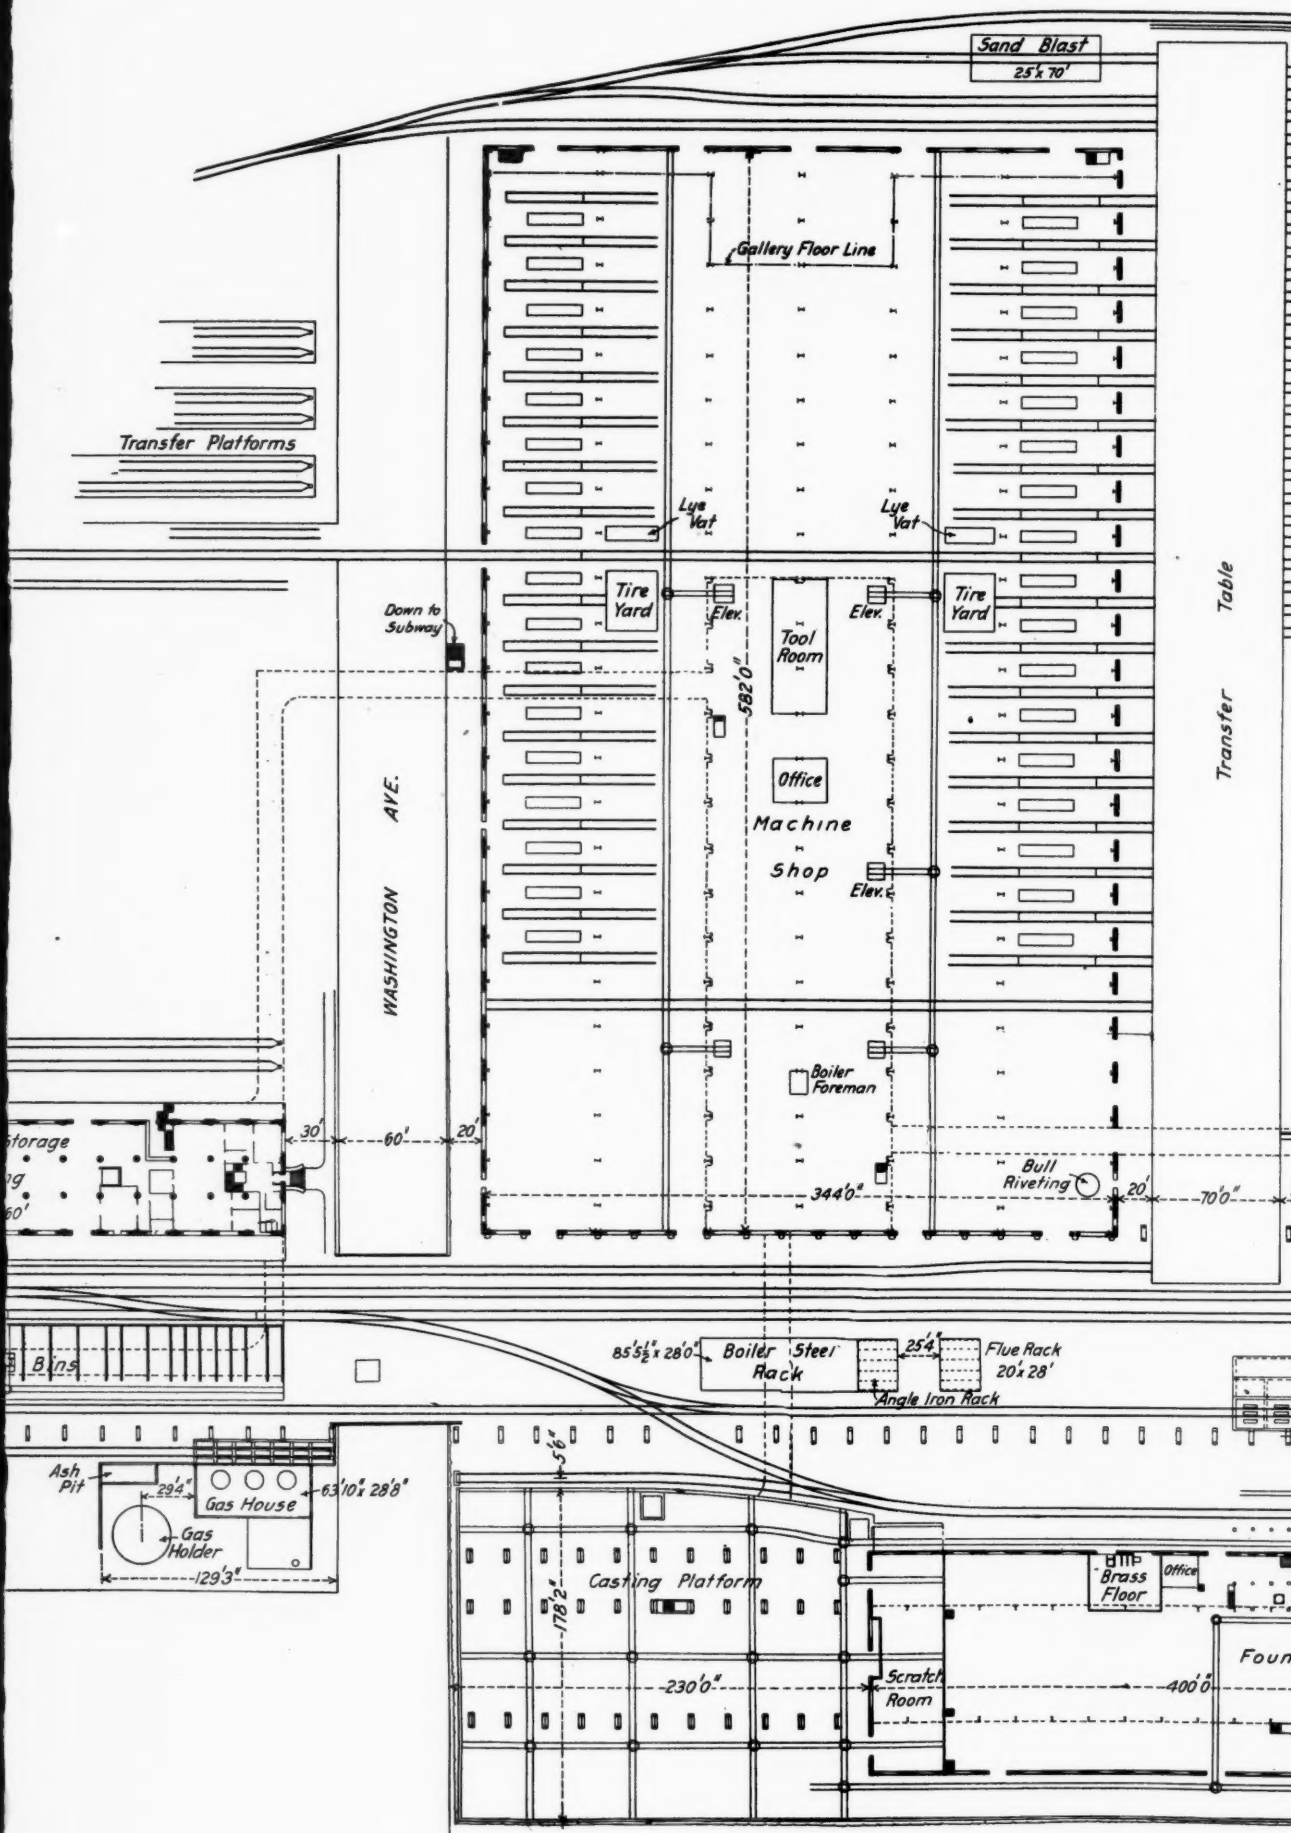 Sand Blast
25'x 70'
Gallery Floor Line
Transfer Platforms
Lye
Vat
Lye
Vat
Tire
Yard
Elev.
Elev.
Tire
Yard
Down to
Subway
Tool
Room
582'0"
Transfer Table
Office
WASHINGTON AVE.
Machine
Shop
Elev.
Boiler
Foreman
Storage
30'
60'
20'
Bull
Riveting
344'0"
20'
70'0"
60'
Bins
85'5½" x 28'0"
Boiler Steel
Rack
25'4"
Flue Rack
20'x 28'
Angle Iron Rack
5'6"
Ash
Pit
29'4"
Gas House
63'10" x 28'8"
Gas
Holder
129'3"
Casting Platform
178'2"
Brass
Floor
Office
230'0"
Scratch
Room
400'0"
Foun